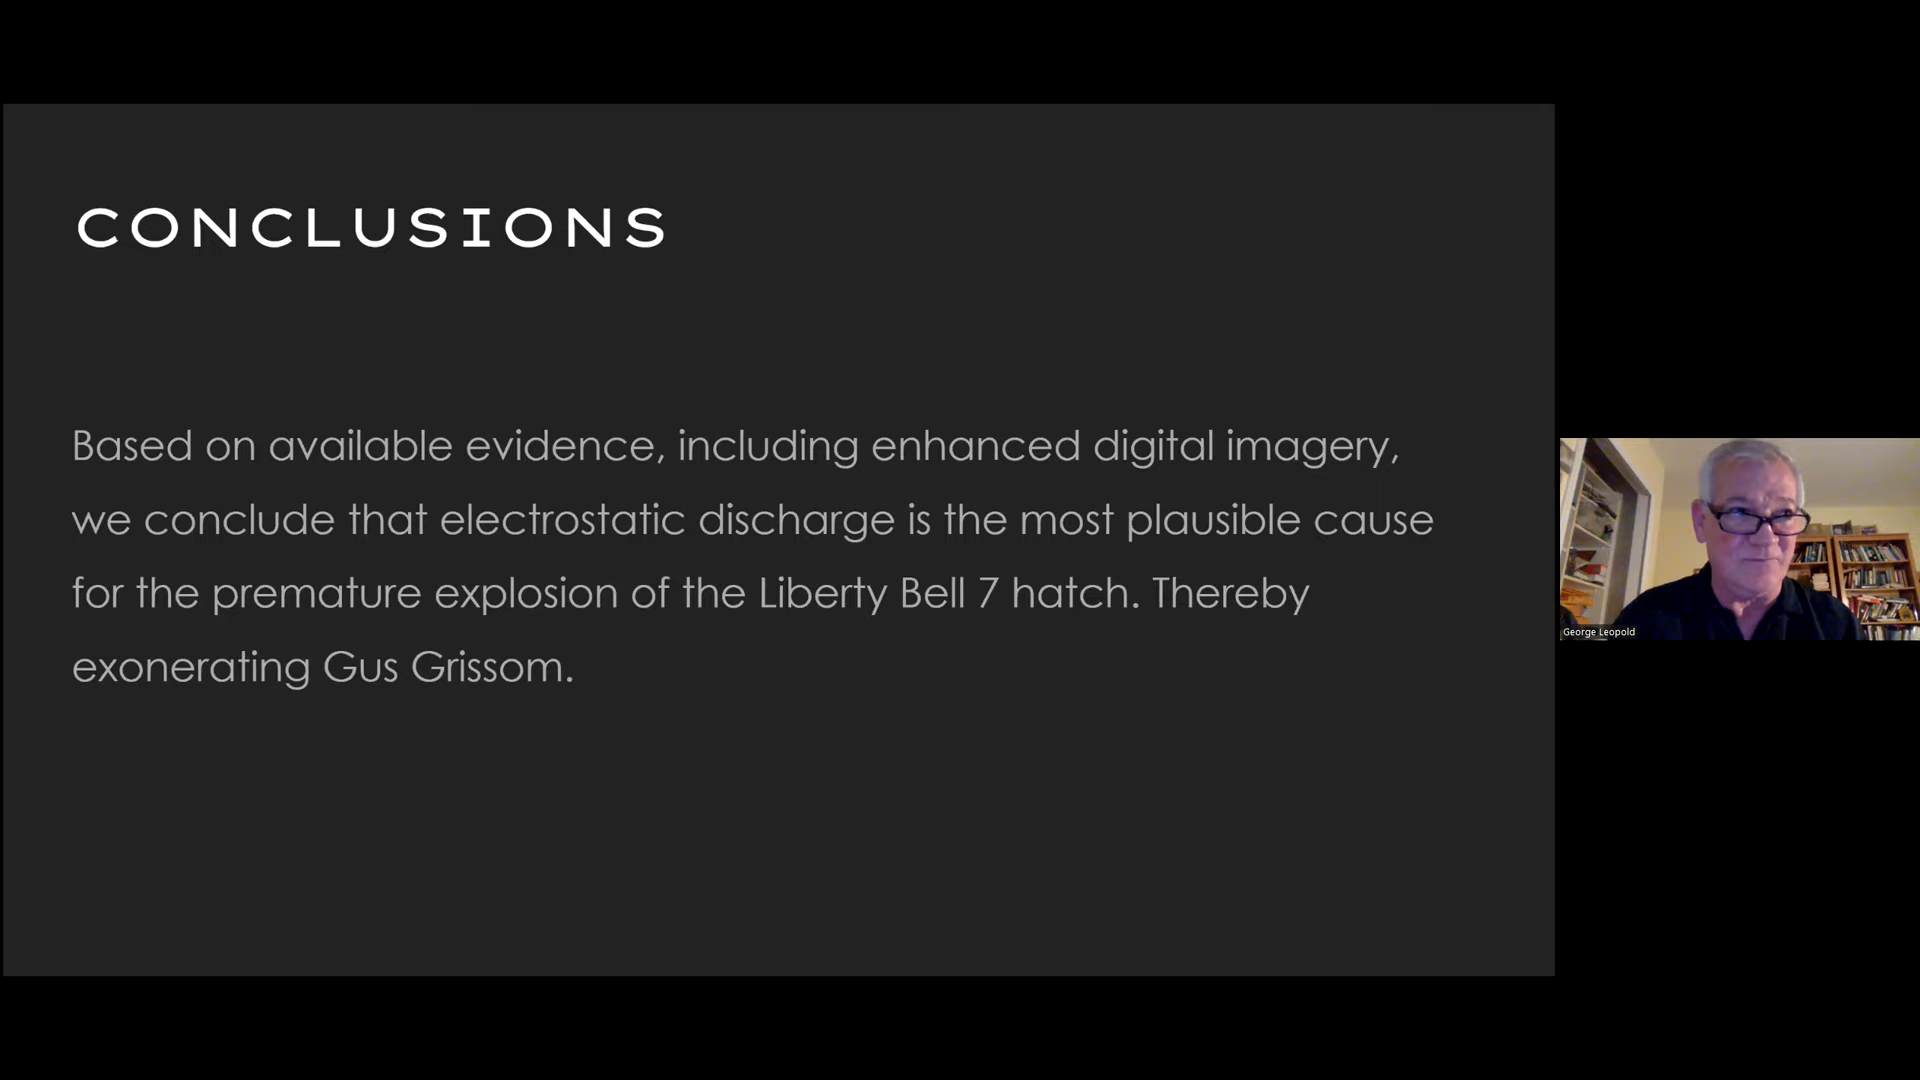 CONCLUSIONS
Based on available evidence, including enhanced digital imagery,
we conclude that electrostatic discharge is the most plausible cause
for the premature explosion of the Liberty Bell 7 hatch. Thereby
exonerating Gus Grissom.
George Leopold